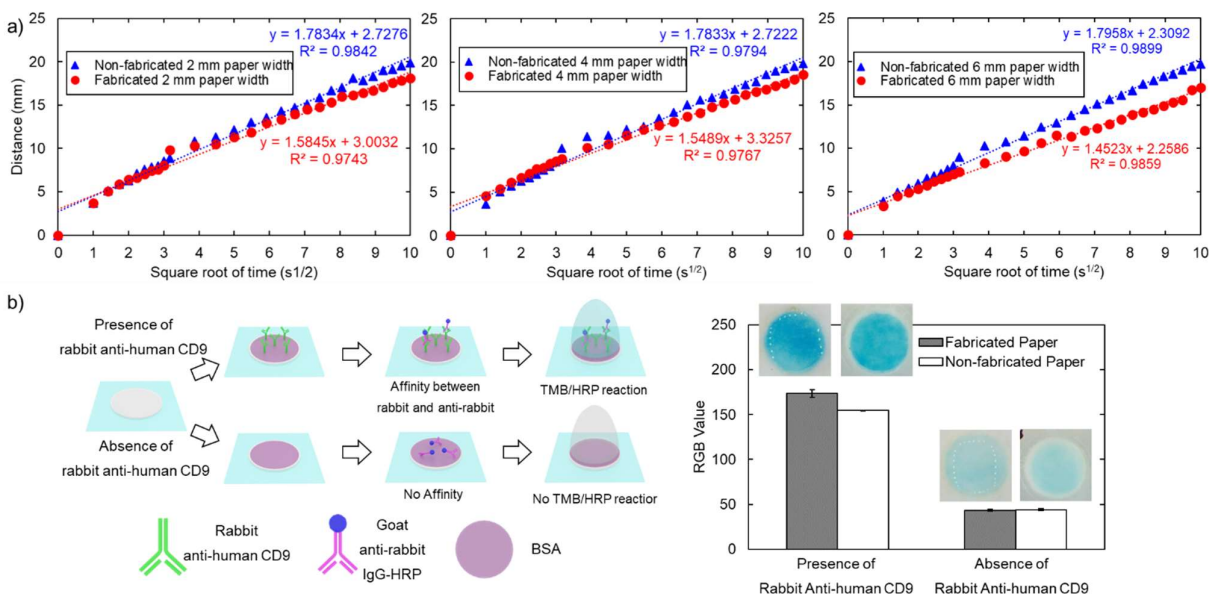 a)
Distance (mm)
25
20
15
10
5
0
y = 1.7834x + 2.7276
R² = 0.9842
Non-fabricated 2 mm paper width
Fabricated 2 mm paper width
y = 1.5845x + 3.0032
R² = 0.9743
0 1 2 3 4 5 6 7 8 9 10
Square root of time (s1/2)
25
20
15
10
5
0
y = 1.7833x + 2.7222
R² = 0.9794
Non-fabricated 4 mm paper width
Fabricated 4 mm paper width
y = 1.5489x + 3.3257
R² = 0.9767
0 1 2 3 4 5 6 7 8 9 10
Square root of time (s^1/2)
25
20
15
10
5
0
y = 1.7958x + 2.3092
R² = 0.9899
Non-fabricated 6 mm paper width
Fabricated 6 mm paper width
y = 1.4523x + 2.2586
R² = 0.9859
0 1 2 3 4 5 6 7 8 9 10
Square root of time (s^1/2)
b)
Presence of
rabbit anti-human CD9
Absence of
rabbit anti-human CD9
Affinity between
rabbit and anti-rabbit
TMB/HRP reaction
No Affinity
No TMB/HRP reactior
Rabbit
anti-human CD9
Goat
anti-rabbit
IgG-HRP
BSA
RGB Value
250
200
150
100
50
0
Fabricated Paper
Non-fabricated Paper
Presence of
Rabbit Anti-human CD9
Absence of
Rabbit Anti-human CD9